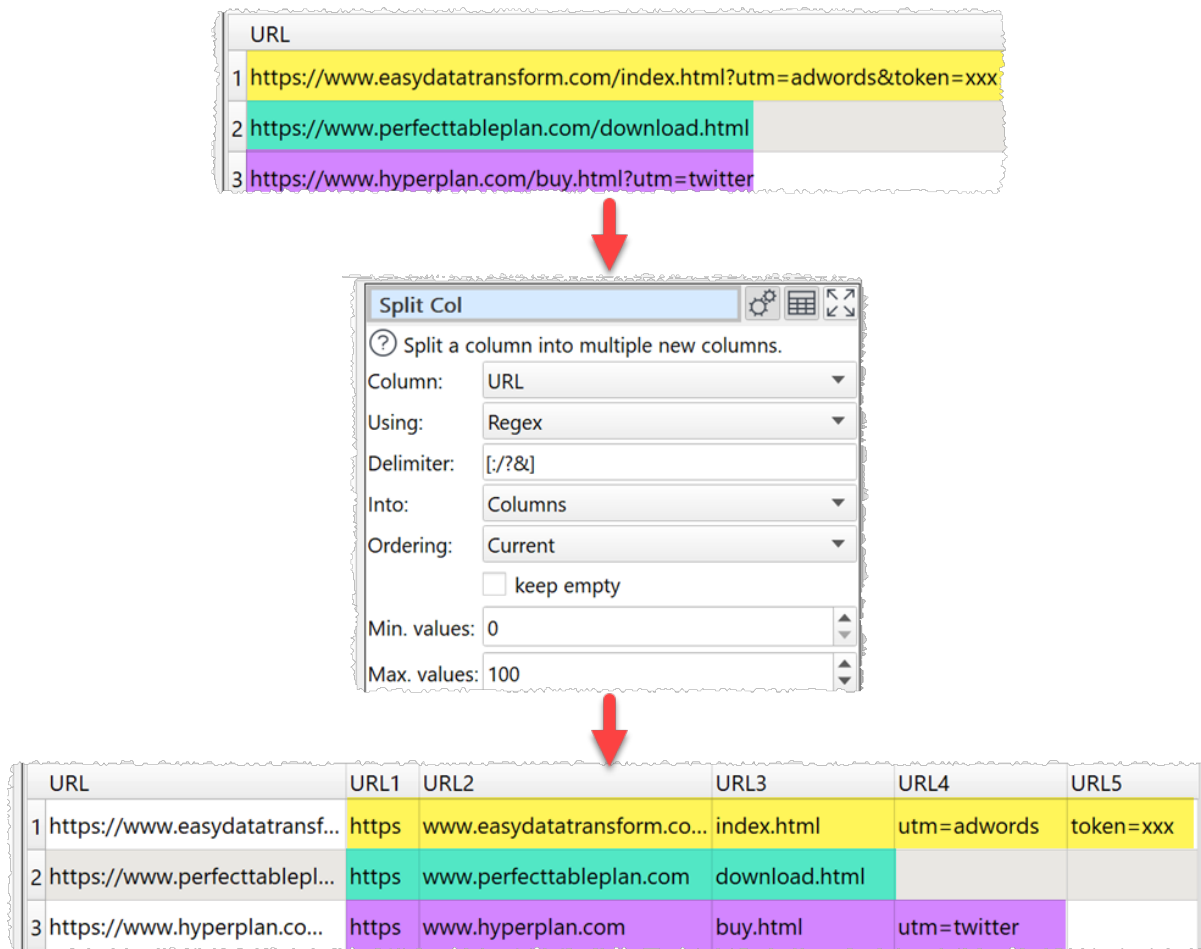 URL
1 https://www.easydatatransform.com/index.html?utm=adwords&token=xxx
2 https://www.perfecttableplan.com/download.html
3 https://www.hyperplan.com/buy.html?utm=twitter
Split Col
? Split a column into multiple new columns.
Column: URL
Using: Regex
Delimiter: [:/?&]
Into: Columns
Ordering: Current
keep empty
Min. values: 0
Max. values: 100
URL URL1 URL2 URL3 URL4 URL5
1 https://www.easydatatransf... https www.easydatatransform.co... index.html utm=adwords token=xxx
2 https://www.perfecttablepl... https www.perfecttableplan.com download.html
3 https://www.hyperplan.co... https www.hyperplan.com buy.html utm=twitter